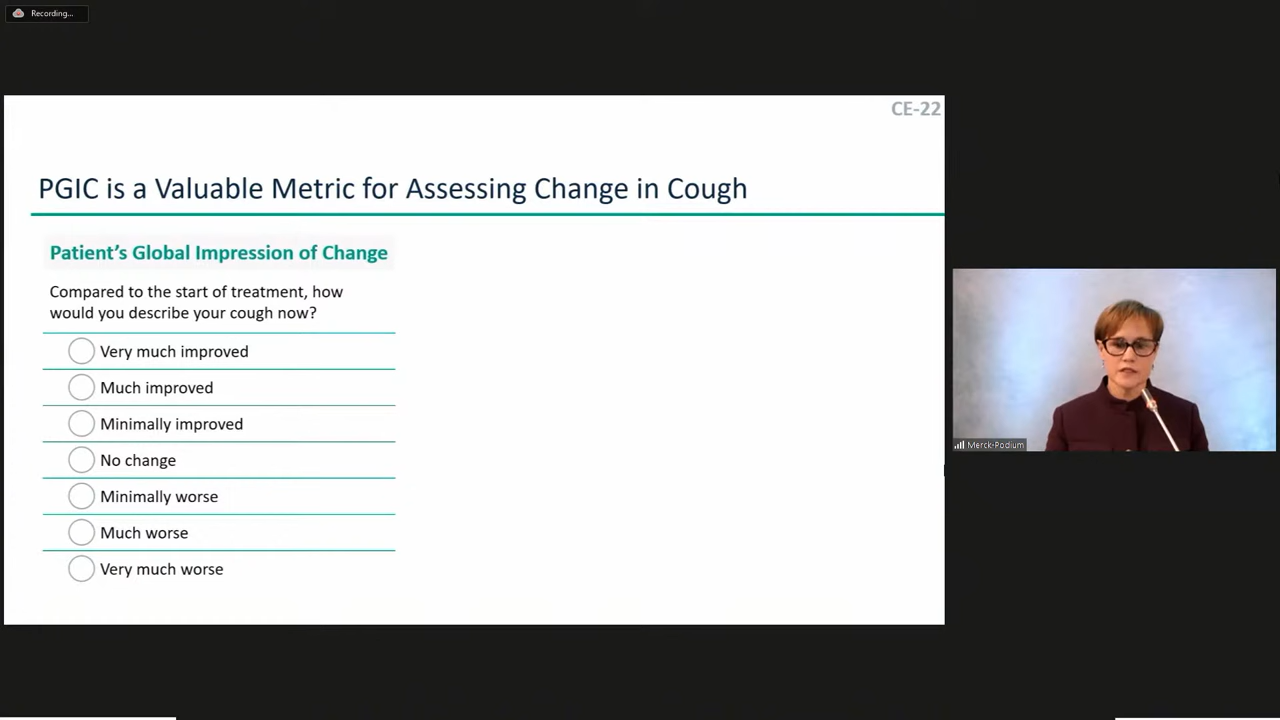 Recording...
CE-22
PGIC is a Valuable Metric for Assessing Change in Cough
Patient's Global Impression of Change
Compared to the start of treatment, how
would you describe your cough now?
Very much improved
Much improved
Minimally improved
No change
Minimally worse
Much worse
Very much worse
Merck-Podium